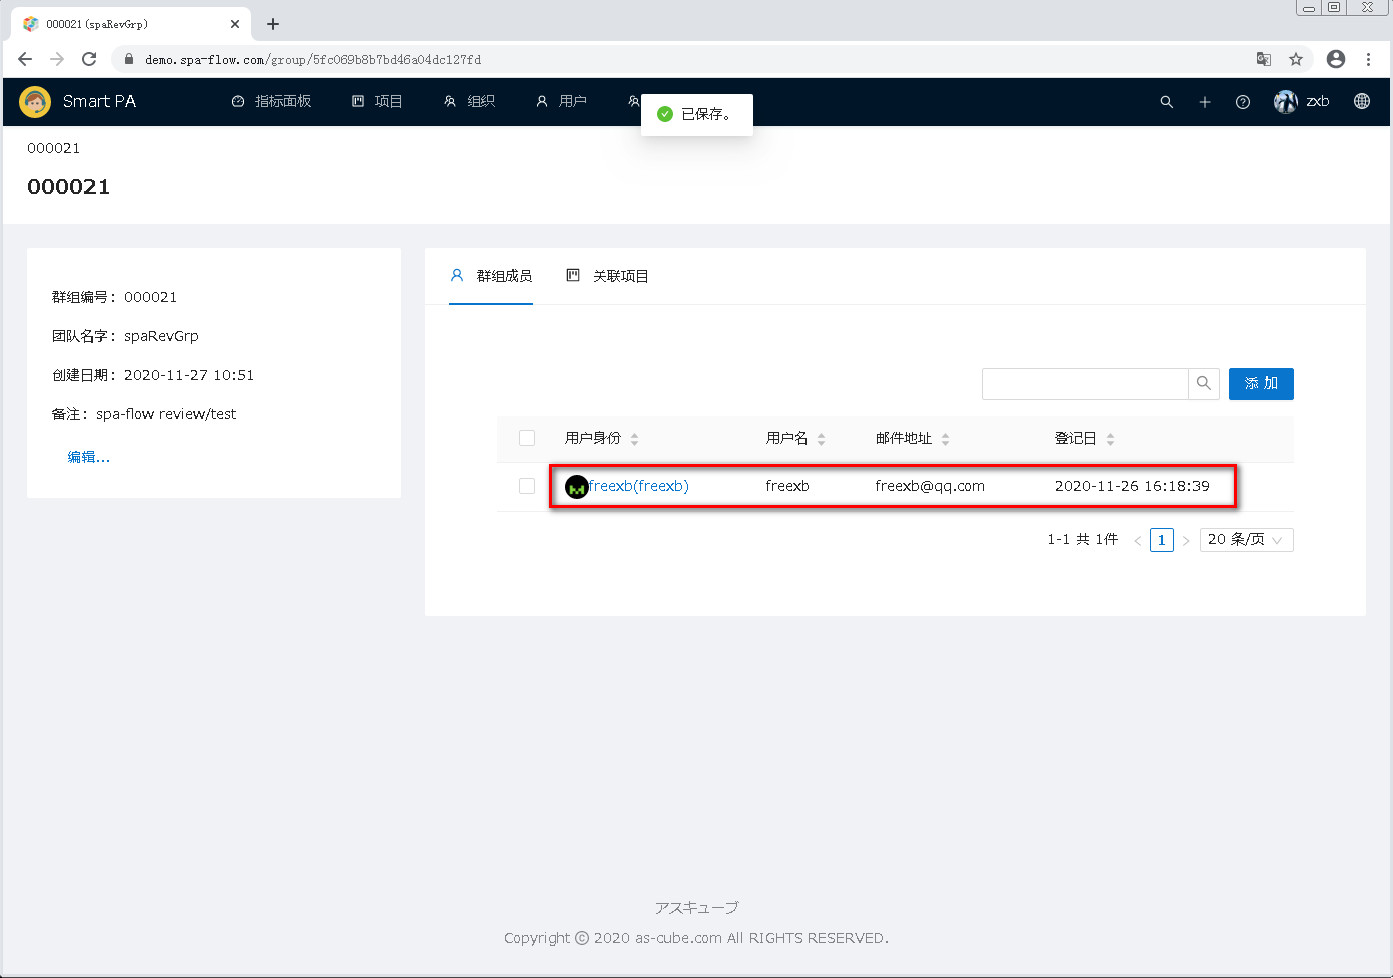 000021(spaRevGrp)
demo.spa-flow.com/group/5fc069b8b7bd46a04dc127fd
Smart PA 指标面板 项目 组织 用户 zxb
已保存。
000021
000021
群组编号：000021
团队名字：spaRevGrp
创建日期：2020-11-27 10:51
备注：spa-flow review/test
编辑...
群组成员 关联项目
添 加
用户身份 用户名 邮件地址 登记日
freexb(freexb) freexb freexb@qq.com 2020-11-26 16:18:39
1-1 共 1件 < 1 > 20 条/页
アスキューブ
Copyright © 2020 as-cube.com All RIGHTS RESERVED.